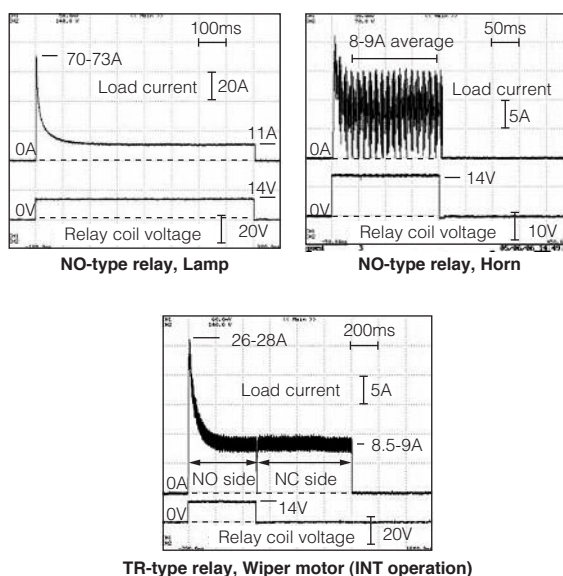 << Main >>
100ms
70-73A
Load current
20A
0A
11A
14V
0V
Relay coil voltage
20V
NO-type relay, Lamp
<< Main >>
50ms
8-9A average
Load current
5A
0A
14V
0V
Relay coil voltage
10V
NO-type relay, Horn
<< Main >>
200ms
26-28A
Load current
5A
8.5-9A
NO side
NC side
0A
14V
0V
Relay coil voltage
20V
TR-type relay, Wiper motor (INT operation)